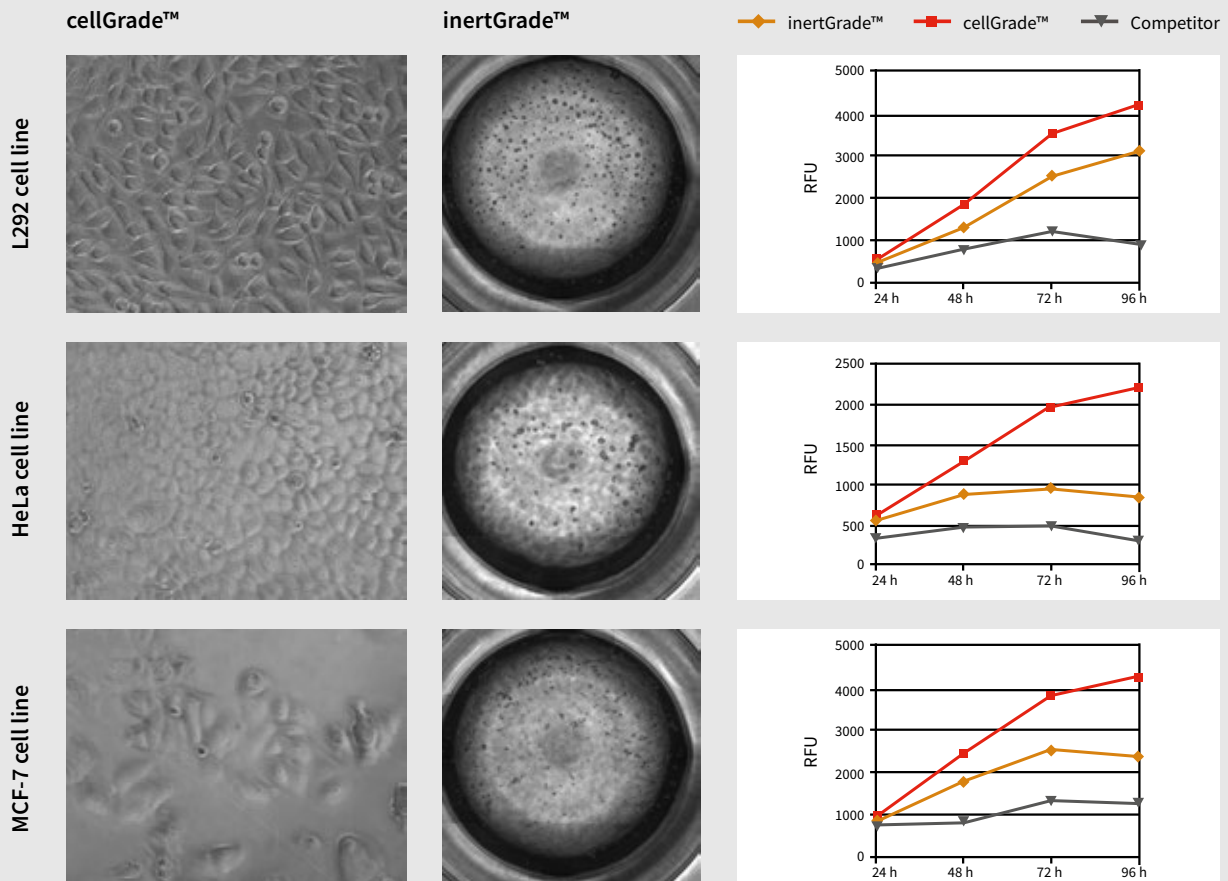 cellGrade™
inertGrade™
inertGrade™ cellGrade™ Competitor
L292 cell line
RFU
5000
4000
3000
2000
1000
0
24 h 48 h 72 h 96 h
HeLa cell line
RFU
2500
2000
1500
1000
500
0
24 h 48 h 72 h 96 h
MCF-7 cell line
RFU
5000
4000
3000
2000
1000
0
24 h 48 h 72 h 96 h